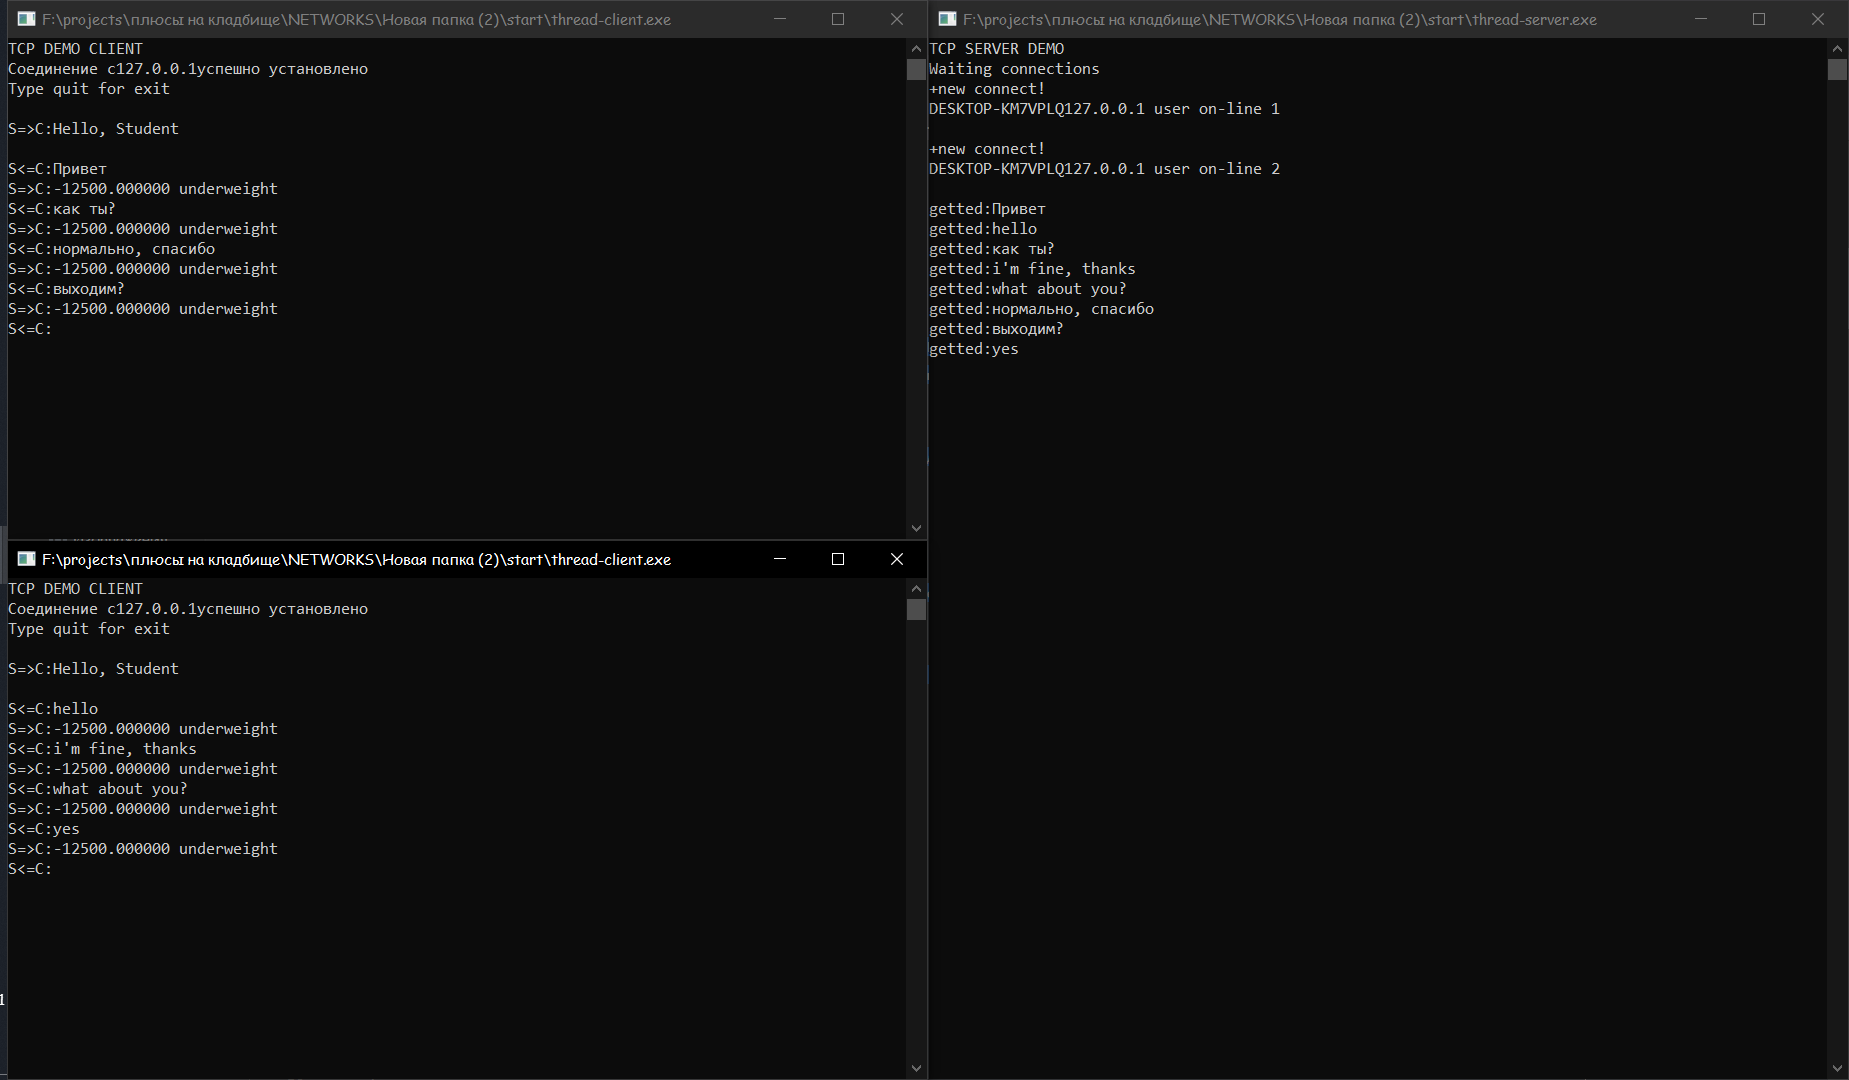 F:\projects\плюсы на кладбище\NETWORKS\Новая папка (2)\start\thread-client.exe
TCP DEMO CLIENT
Соединение с127.0.0.1успешно установлено
Type quit for exit
S=>C:Hello, Student
S<=C:Привет
S=>C:-12500.000000 underweight
S<=C:как ты?
S=>C:-12500.000000 underweight
S<=C:нормально, спасибо
S=>C:-12500.000000 underweight
S<=C:выходим?
S=>C:-12500.000000 underweight
S<=C:
F:\projects\плюсы на кладбище\NETWORKS\Новая папка (2)\start\thread-client.exe
TCP DEMO CLIENT
Соединение с127.0.0.1успешно установлено
Type quit for exit
S=>C:Hello, Student
S<=C:hello
S=>C:-12500.000000 underweight
S<=C:i'm fine, thanks
S=>C:-12500.000000 underweight
S<=C:what about you?
S=>C:-12500.000000 underweight
S<=C:yes
S=>C:-12500.000000 underweight
S<=C:
1
F:\projects\плюсы на кладбище\NETWORKS\Новая папка (2)\start\thread-server.exe
TCP SERVER DEMO
Waiting connections
+new connect!
DESKTOP-KM7VPLQ127.0.0.1 user on-line 1
+new connect!
DESKTOP-KM7VPLQ127.0.0.1 user on-line 2
getted:Привет
getted:hello
getted:как ты?
getted:i'm fine, thanks
getted:what about you?
getted:нормально, спасибо
getted:выходим?
getted:yes